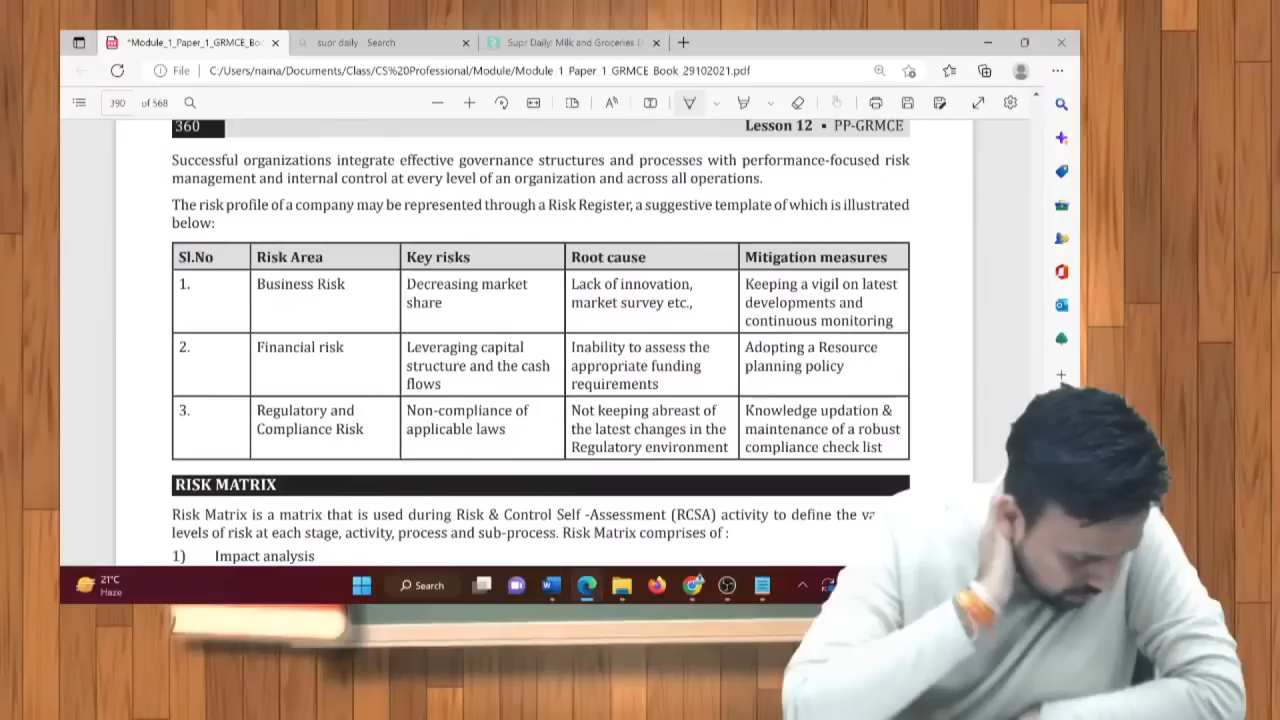 *Module_1_Paper_1_GRMCE_Bo
supr daily Search
Supr Daily: Milk and Groceries D
File
C:/Users/naina/Documents/Class/CS%20Professional/Module/Module_1_Paper_1_GRMCE_Book_29102021.pdf
390 of 568
360
Lesson 12 ▪ PP-GRMCE
Successful organizations integrate effective governance structures and processes with performance-focused risk
management and internal control at every level of an organization and across all operations.
The risk profile of a company may be represented through a Risk Register, a suggestive template of which is illustrated
below:
Sl.No Risk Area Key risks Root cause Mitigation measures
1. Business Risk Decreasing market Lack of innovation, Keeping a vigil on latest
share market survey etc., developments and
continuous monitoring
2. Financial risk Leveraging capital Inability to assess the Adopting a Resource
structure and the cash appropriate funding planning policy
flows requirements
3. Regulatory and Non-compliance of Not keeping abreast of Knowledge updation &
Compliance Risk applicable laws the latest changes in the maintenance of a robust
Regulatory environment compliance check list
RISK MATRIX
Risk Matrix is a matrix that is used during Risk & Control Self -Assessment (RCSA) activity to define the
levels of risk at each stage, activity, process and sub-process. Risk Matrix comprises of :
1) Impact analysis
21°C
Haze
Search